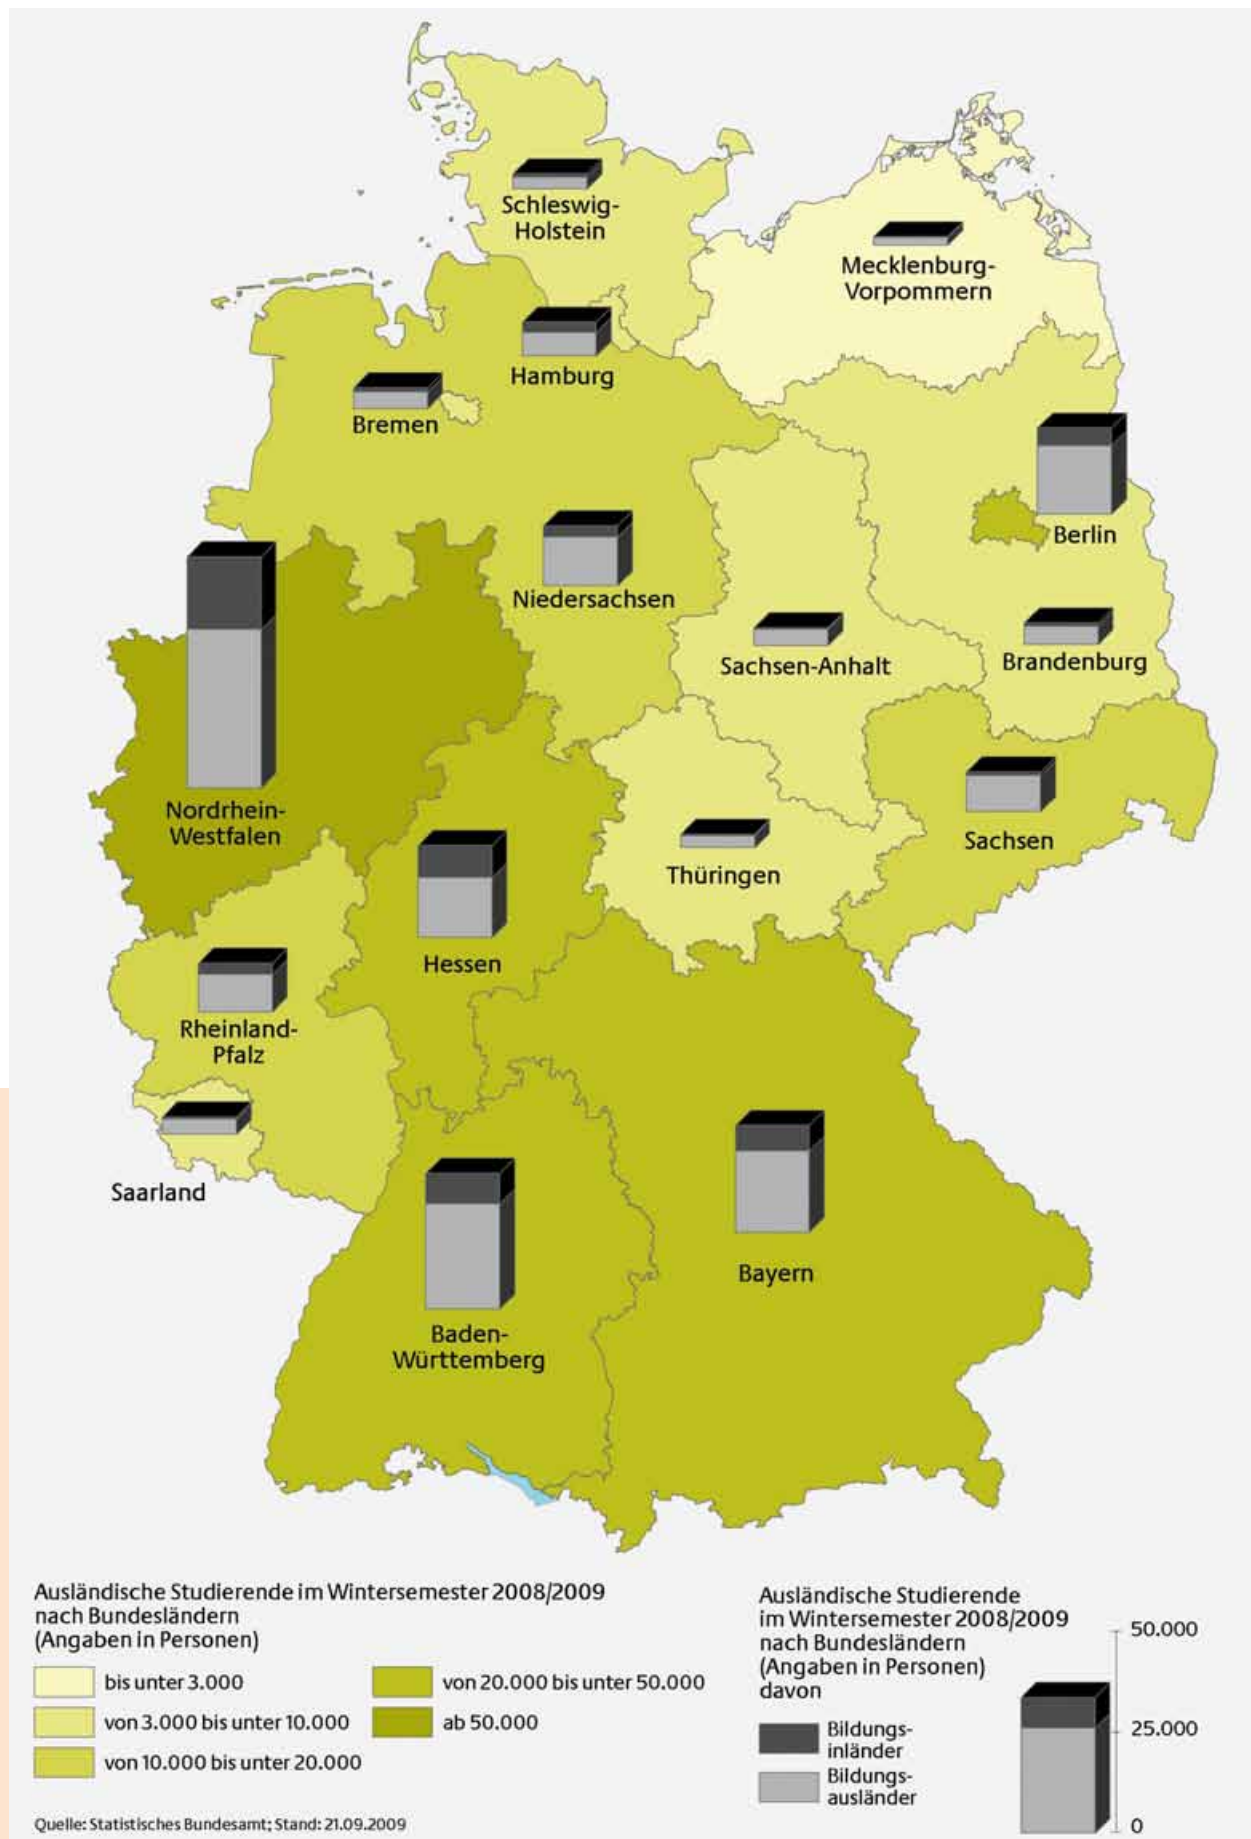 Schleswig-
Holstein
Mecklenburg-
Vorpommern
Hamburg
Bremen
Berlin
Niedersachsen
Sachsen-Anhalt
Brandenburg
Nordrhein-
Westfalen
Sachsen
Thüringen
Hessen
Rheinland-
Pfalz
Saarland
Bayern
Baden-
Württemberg
Ausländische Studierende im Wintersemester 2008/2009
nach Bundesländern
(Angaben in Personen)
bis unter 3.000
von 3.000 bis unter 10.000
von 10.000 bis unter 20.000
von 20.000 bis unter 50.000
ab 50.000
Quelle: Statistisches Bundesamt; Stand: 21.09.2009
Ausländische Studierende
im Wintersemester 2008/2009
nach Bundesländern
(Angaben in Personen)
davon
Bildungs-
inländer
Bildungs-
ausländer
50.000
25.000
0